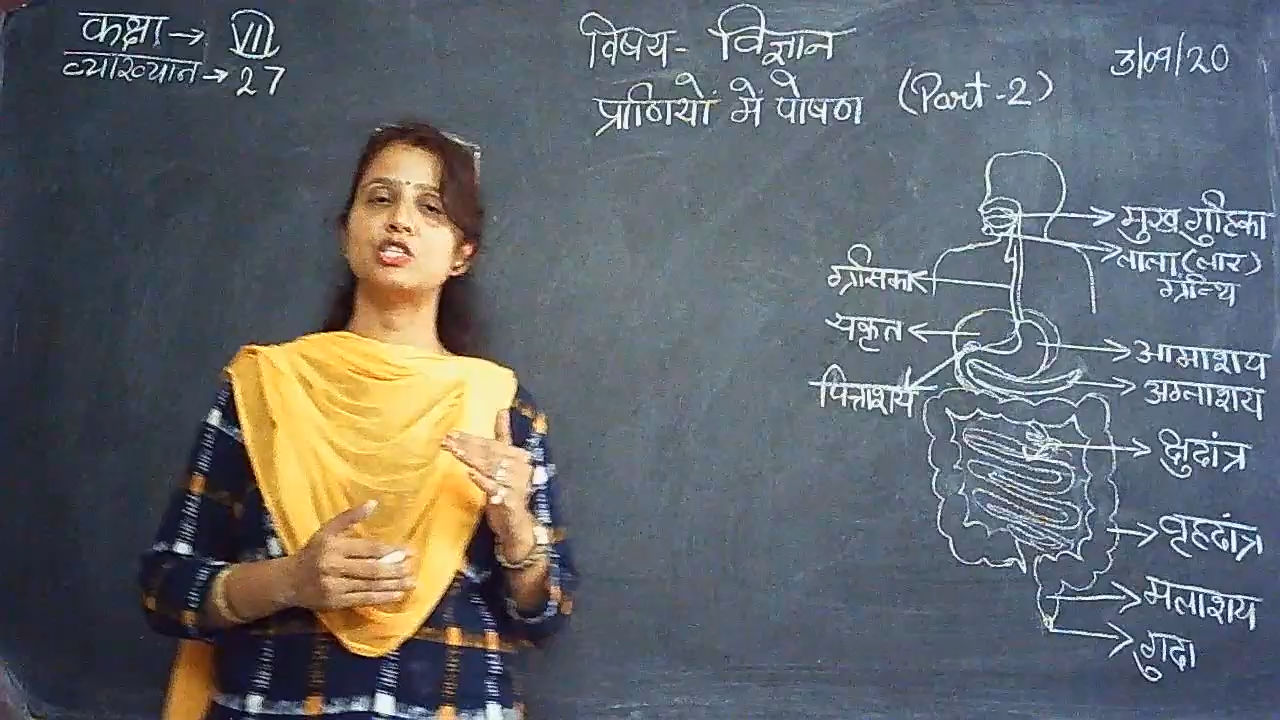 कक्षा → VII
व्याख्यान → 27
विषय - विज्ञान
प्राणियों में पोषण (Part -2)
3/09/20
मुख गुहिका
लाला (लार)
ग्रन्थि
ग्रसिका
यकृत
आमाशय
पित्ताशय
अग्नाशय
क्षुदांत्र
वृहदांत्र
मलाशय
गुदा